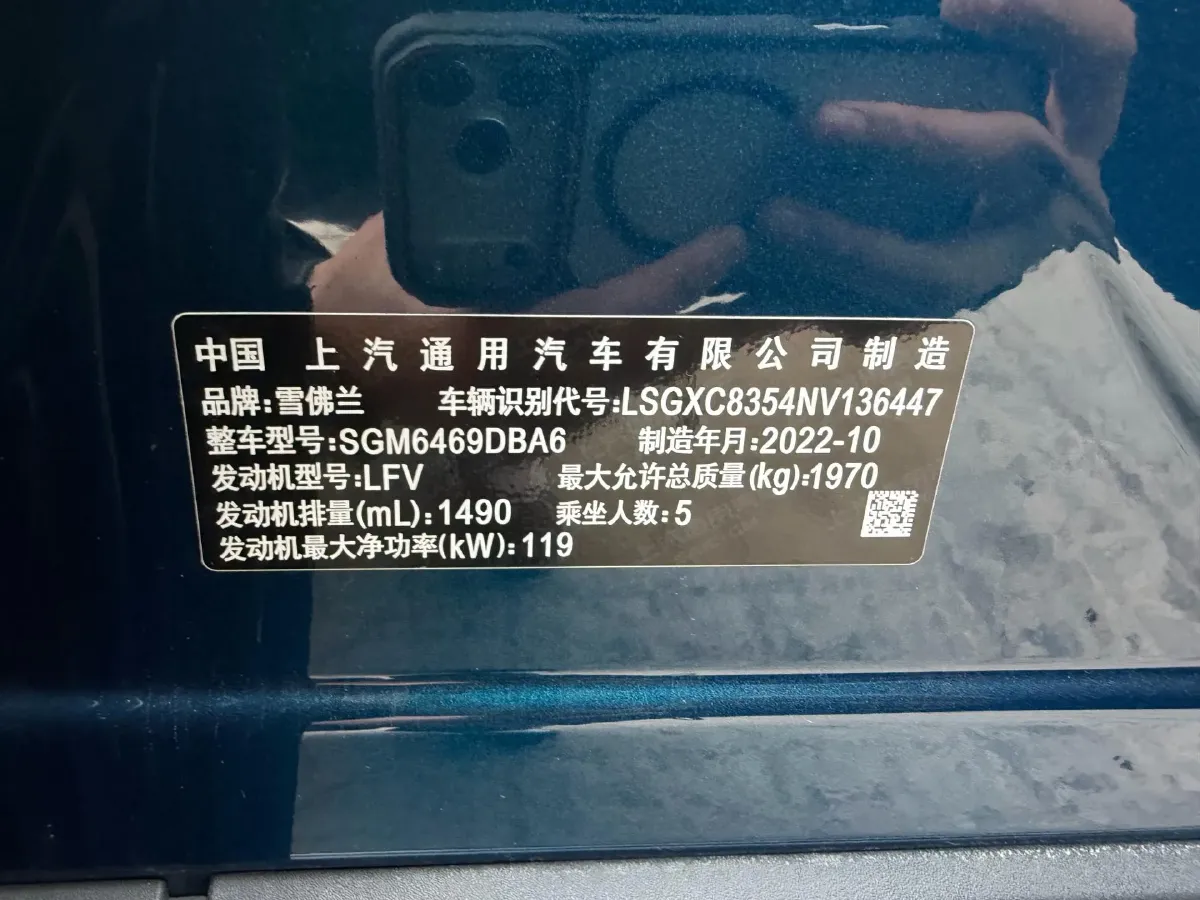 中国 上汽通用汽车有限公司制造
品牌:雪佛兰 车辆识别代号:LSGXC8354NV136447
整车型号:SGM6469DBA6 制造年月:2022-10
发动机型号:LFV 最大允许总质量(kg):1970
发动机排量(mL):1490 乘坐人数:5
发动机最大净功率(kW):119